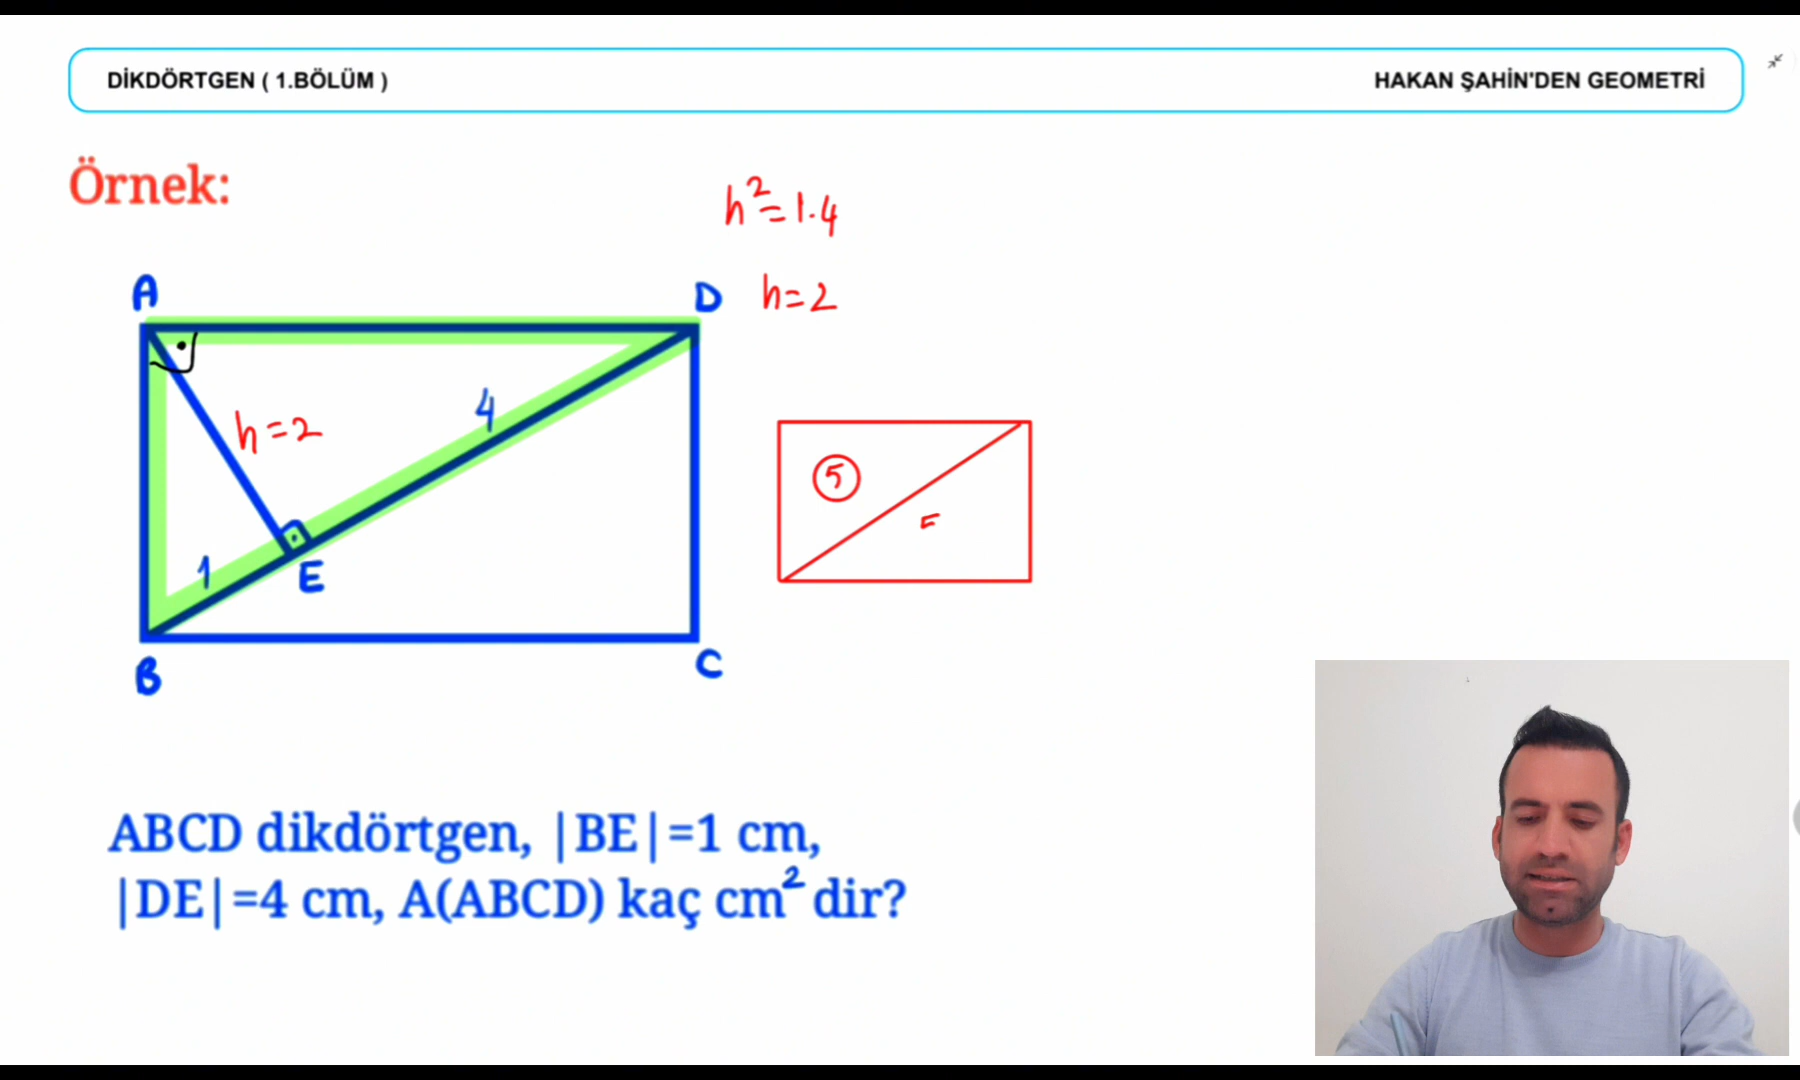 DİKDÖRTGEN ( 1.BÖLÜM )
HAKAN ŞAHİN'DEN GEOMETRİ
Örnek:
h²=1.4
h=2
A
D
4
h=2
1
E
B
C
5
ABCD dikdörtgen, |BE|=1 cm,
|DE|=4 cm, A(ABCD) kaç cm² dir?